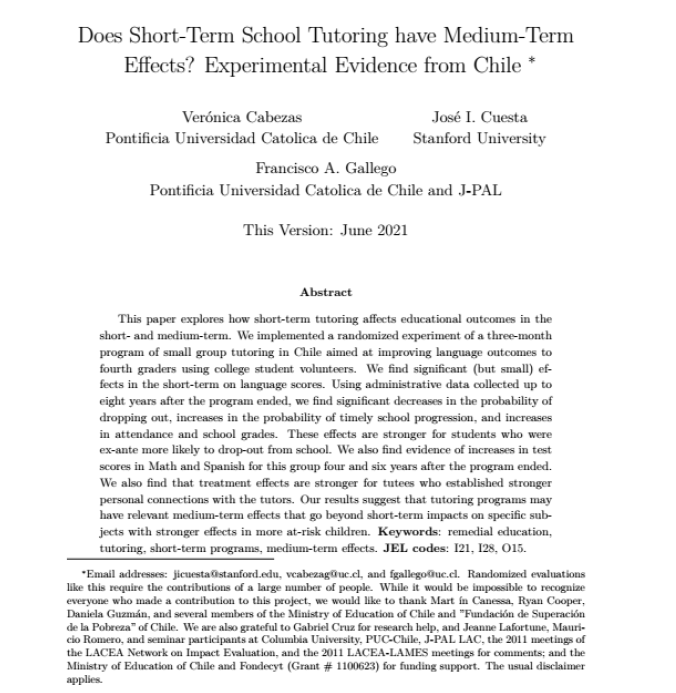 Does Short-Term School Tutoring have Medium-Term
Effects? Experimental Evidence from Chile *
Verónica Cabezas
Pontificia Universidad Catolica de Chile
José I. Cuesta
Stanford University
Francisco A. Gallego
Pontificia Universidad Catolica de Chile and J-PAL
This Version: June 2021
Abstract
This paper explores how short-term tutoring affects educational outcomes in the
short- and medium-term. We implemented a randomized experiment of a three-month
program of small group tutoring in Chile aimed at improving language outcomes to
fourth graders using college student volunteers. We find significant (but small) ef-
fects in the short-term on language scores. Using administrative data collected up to
eight years after the program ended, we find significant decreases in the probability of
dropping out, increases in the probability of timely school progression, and increases
in attendance and school grades. These effects are stronger for students who were
ex-ante more likely to drop-out from school. We also find evidence of increases in test
scores in Math and Spanish for this group four and six years after the program ended.
We also find that treatment effects are stronger for tutees who established stronger
personal connections with the tutors. Our results suggest that tutoring programs may
have relevant medium-term effects that go beyond short-term impacts on specific sub-
jects with stronger effects in more at-risk children. Keywords: remedial education,
tutoring, short-term programs, medium-term effects. JEL codes: I21, I28, O15.
*Email addresses: jicuesta@stanford.edu, vcabezag@uc.cl, and fgallego@uc.cl. Randomized evaluations
like this require the contributions of a large number of people. While it would be impossible to recognize
everyone who made a contribution to this project, we would like to thank Mart in Canessa, Ryan Cooper,
Daniela Guzmán, and several members of the Ministry of Education of Chile and "Fundación de Superación
de la Pobreza" of Chile. We are also grateful to Gabriel Cruz for research help, and Jeanne Lafortune, Mauri-
cio Romero, and seminar participants at Columbia University, PUC-Chile, J-PAL LAC, the 2011 meetings of
the LACEA Network on Impact Evaluation, and the 2011 LACEA-LAMES meetings for comments; and the
Ministry of Education of Chile and Fondecyt (Grant # 1100623) for funding support. The usual disclaimer
applies.